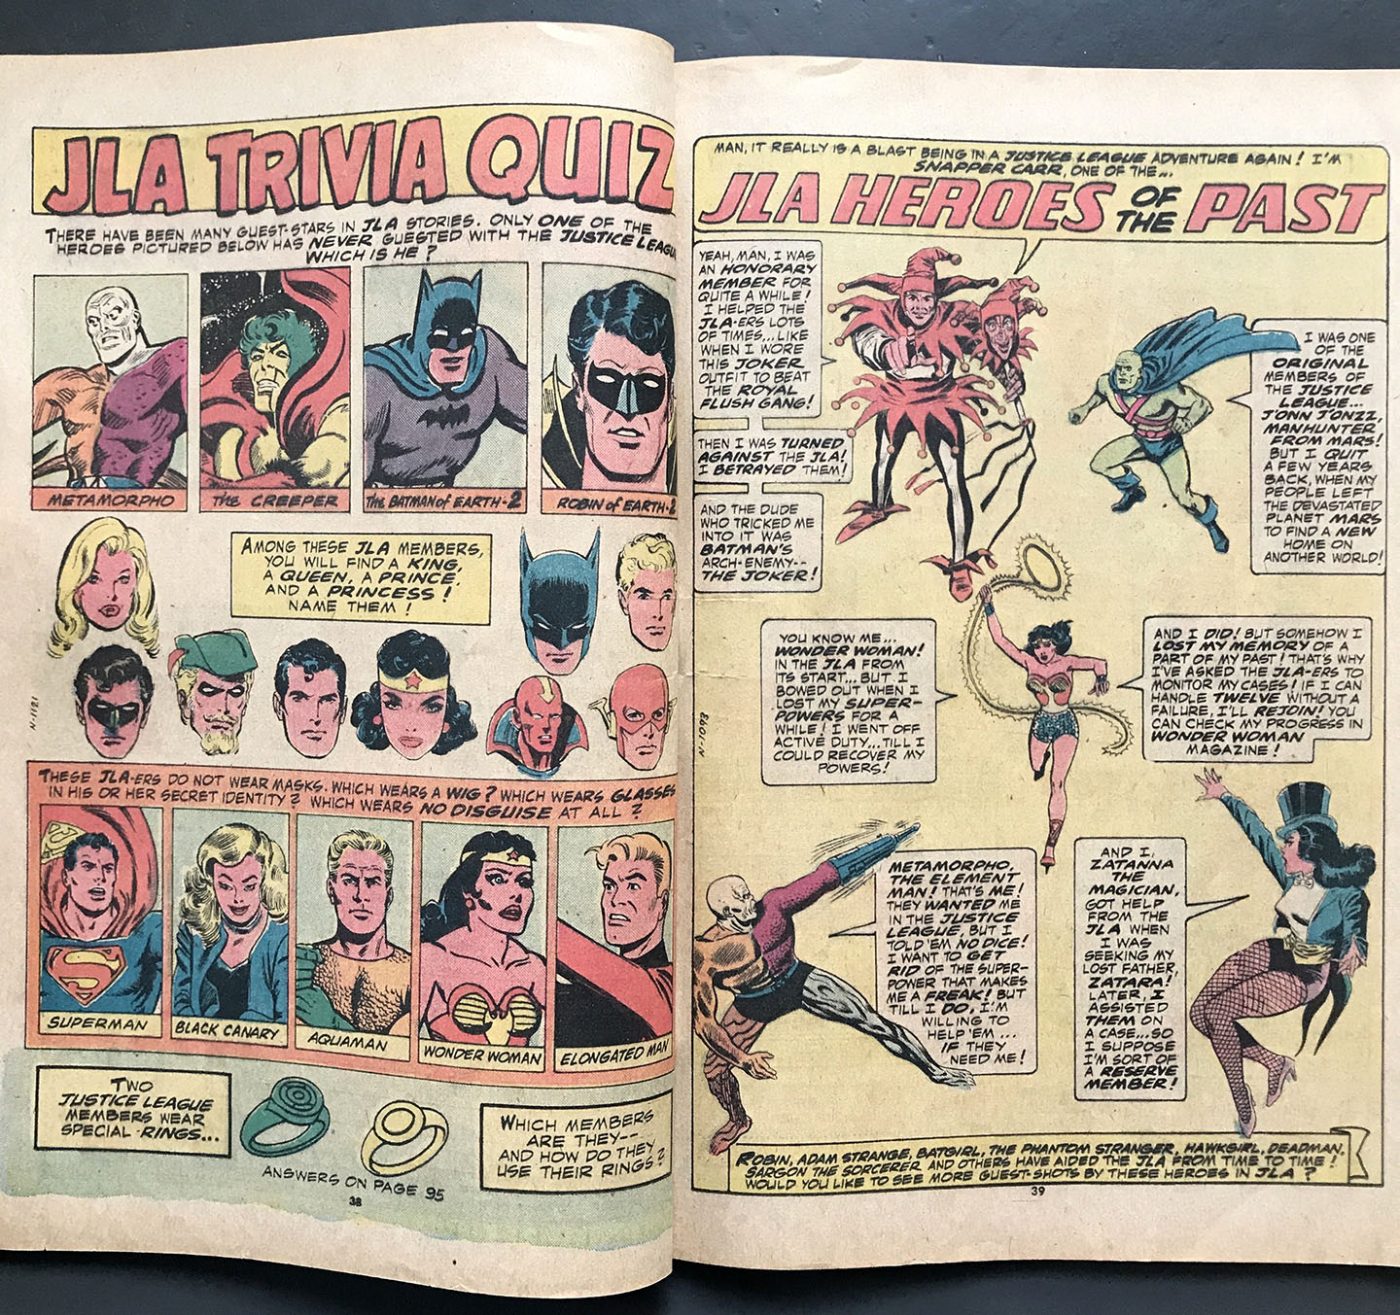 JLA TRIVIA QUIZ
THERE HAVE BEEN MANY GUEST-STARS IN JLA STORIES. ONLY ONE OF THE
HEROES PICTURED BELOW HAS NEVER GUESTED WITH THE JUSTICE LEAGUE
WHICH IS HE?
METAMORPHO
The CREEPER
The BATMAN of EARTH-2
ROBIN of EARTH-2
AMONG THESE JLA MEMBERS,
YOU WILL FIND A KING,
A QUEEN, A PRINCE,
AND A PRINCESS!
NAME THEM!
N-1121
THESE JLA-ERS DO NOT WEAR MASKS. WHICH WEARS A WIG? WHICH WEARS GLASSES
IN HIS OR HER SECRET IDENTITY? WHICH WEARS NO DISGUISE AT ALL?
SUPERMAN
BLACK CANARY
AQUAMAN
WONDER WOMAN
ELONGATED MAN
TWO
JUSTICE LEAGUE
MEMBERS WEAR
SPECIAL RINGS...
WHICH MEMBERS
ARE THEY--
AND HOW DO THEY
USE THEIR RINGS?
ANSWERS ON PAGE 95
38
MAN, IT REALLY IS A BLAST BEING IN A JUSTICE LEAGUE ADVENTURE AGAIN! I'M
SNAPPER CARR, ONE OF THE...
JLA HEROES OF THE PAST
YEAH, MAN, I WAS
AN HONORARY
MEMBER FOR
QUITE A WHILE!
I HELPED THE
JLA-ERS LOTS
OF TIMES...LIKE
WHEN I WORE
THIS JOKER
OUTFIT TO BEAT
THE ROYAL
FLUSH GANG!
THEN I WAS TURNED
AGAINST THE JLA!
I BETRAYED THEM!
AND THE DUDE
WHO TRICKED ME
INTO IT WAS
BATMAN'S
ARCH-ENEMY--
THE JOKER!
I WAS ONE
OF THE
ORIGINAL
MEMBERS OF
THE JUSTICE
LEAGUE...
J'ONN J'ONZZ,
MANHUNTER
FROM MARS!
BUT I QUIT
A FEW YEARS
BACK, WHEN MY
PEOPLE LEFT
THE DEVASTATED
PLANET MARS
TO FIND A NEW
HOME ON
ANOTHER WORLD!
YOU KNOW ME...
WONDER WOMAN!
IN THE JLA FROM
ITS START...BUT I
BOWED OUT WHEN I
LOST MY SUPER-
POWERS FOR A
WHILE! I WENT OFF
ACTIVE DUTY...TILL I
COULD RECOVER MY
POWERS!
AND I DID! BUT SOMEHOW I
LOST MY MEMORY OF A
PART OF MY PAST! THAT'S WHY
I'VE ASKED THE JLA-ERS TO
MONITOR MY CASES! IF I CAN
HANDLE TWELVE WITHOUT A
FAILURE, I'LL REJOIN! YOU
CAN CHECK MY PROGRESS IN
WONDER WOMAN
MAGAZINE!
N-1098
METAMORPHO,
THE ELEMENT
MAN! THAT'S ME!
THEY WANTED ME
IN THE JUSTICE
LEAGUE, BUT I
TOLD 'EM NO DICE!
I WANT TO GET
RID OF THE SUPER-
POWER THAT MAKES
ME A FREAK! BUT
TILL I DO, I'M
WILLING TO
HELP 'EM...
IF THEY
NEED ME!
AND I,
ZATANNA
THE
MAGICIAN,
GOT HELP
FROM THE
JLA WHEN
I WAS
SEEKING MY
LOST FATHER,
ZATARA!
LATER, I
ASSISTED
THEM ON
A CASE...SO
I SUPPOSE
I'M SORT OF
A RESERVE
MEMBER!
ROBIN, ADAM STRANGE, BATGIRL, THE PHANTOM STRANGER, HAWKGIRL, DEADMAN,
SARGON THE SORCERER AND OTHERS HAVE AIDED THE JLA FROM TIME TO TIME!
WOULD YOU LIKE TO SEE MORE GUEST-SHOTS BY THESE HEROES IN JLA?
39